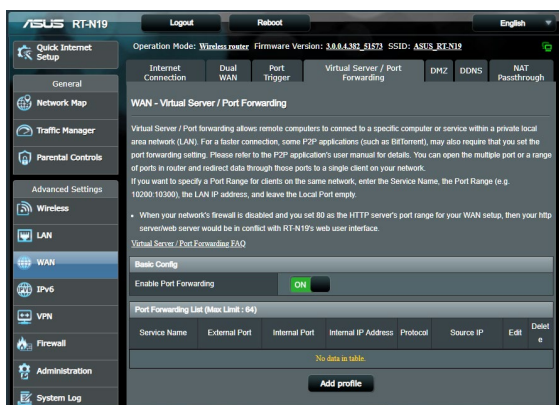 ASUS RT-N19
Logout
Reboot
English
Quick Internet
Setup
Operation Mode: Wireless router Firmware Version: 3.0.0.4.382_51573 SSID: ASUS_RT-N19
Internet
Connection
Dual
WAN
Port
Trigger
Virtual Server / Port
Forwarding
DMZ
DDNS
NAT
Passthrough
General
Network Map
Traffic Manager
Parental Controls
Advanced Settings
Wireless
LAN
WAN
IPv6
VPN
Firewall
Administration
System Log
WAN - Virtual Server / Port Forwarding
Virtual Server / Port forwarding allows remote computers to connect to a specific computer or service within a private local
area network (LAN). For a faster connection, some P2P applications (such as BitTorrent), may also require that you set the
port forwarding setting. Please refer to the P2P application's user manual for details. You can open the multiple port or a range
of ports in router and redirect data through those ports to a single client on your network.
If you want to specify a Port Range for clients on the same network, enter the Service Name, the Port Range (e.g.
10200:10300), the LAN IP address, and leave the Local Port empty.
• When your network's firewall is disabled and you set 80 as the HTTP server's port range for your WAN setup, then your http
server/web server would be in conflict with RT-N19's web user interface.
Virtual Server / Port Forwarding FAQ
Basic Config
Enable Port Forwarding
ON
Port Forwarding List (Max Limit : 64)
Service Name
External Port
Internal Port
Internal IP Address
Protocol
Source IP
Edit
Delet
e
No data in table.
Add profile